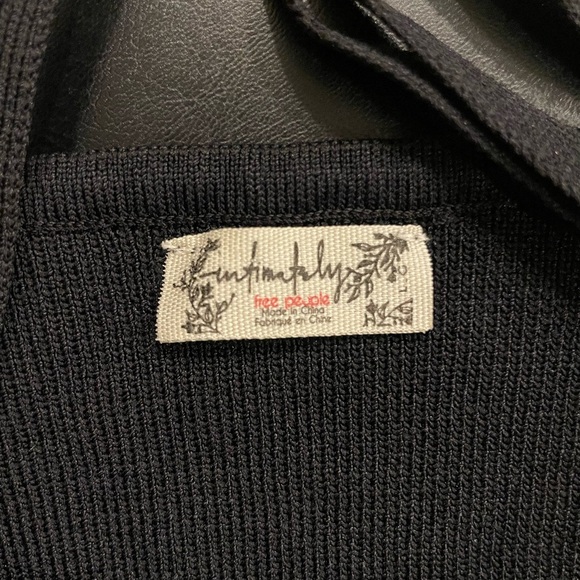 intimately
free people
Made in China
Fabriqué en Chine